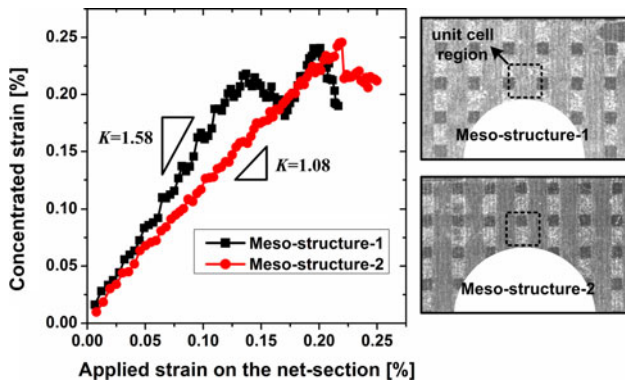 Concentrated strain [%]
0.25
0.20
0.15
0.10
0.05
0.00
K=1.58
K=1.08
Meso-structure-1
Meso-structure-2
0.00 0.05 0.10 0.15 0.20 0.25
Applied strain on the net-section [%]
unit cell
region
Meso-structure-1
Meso-structure-2